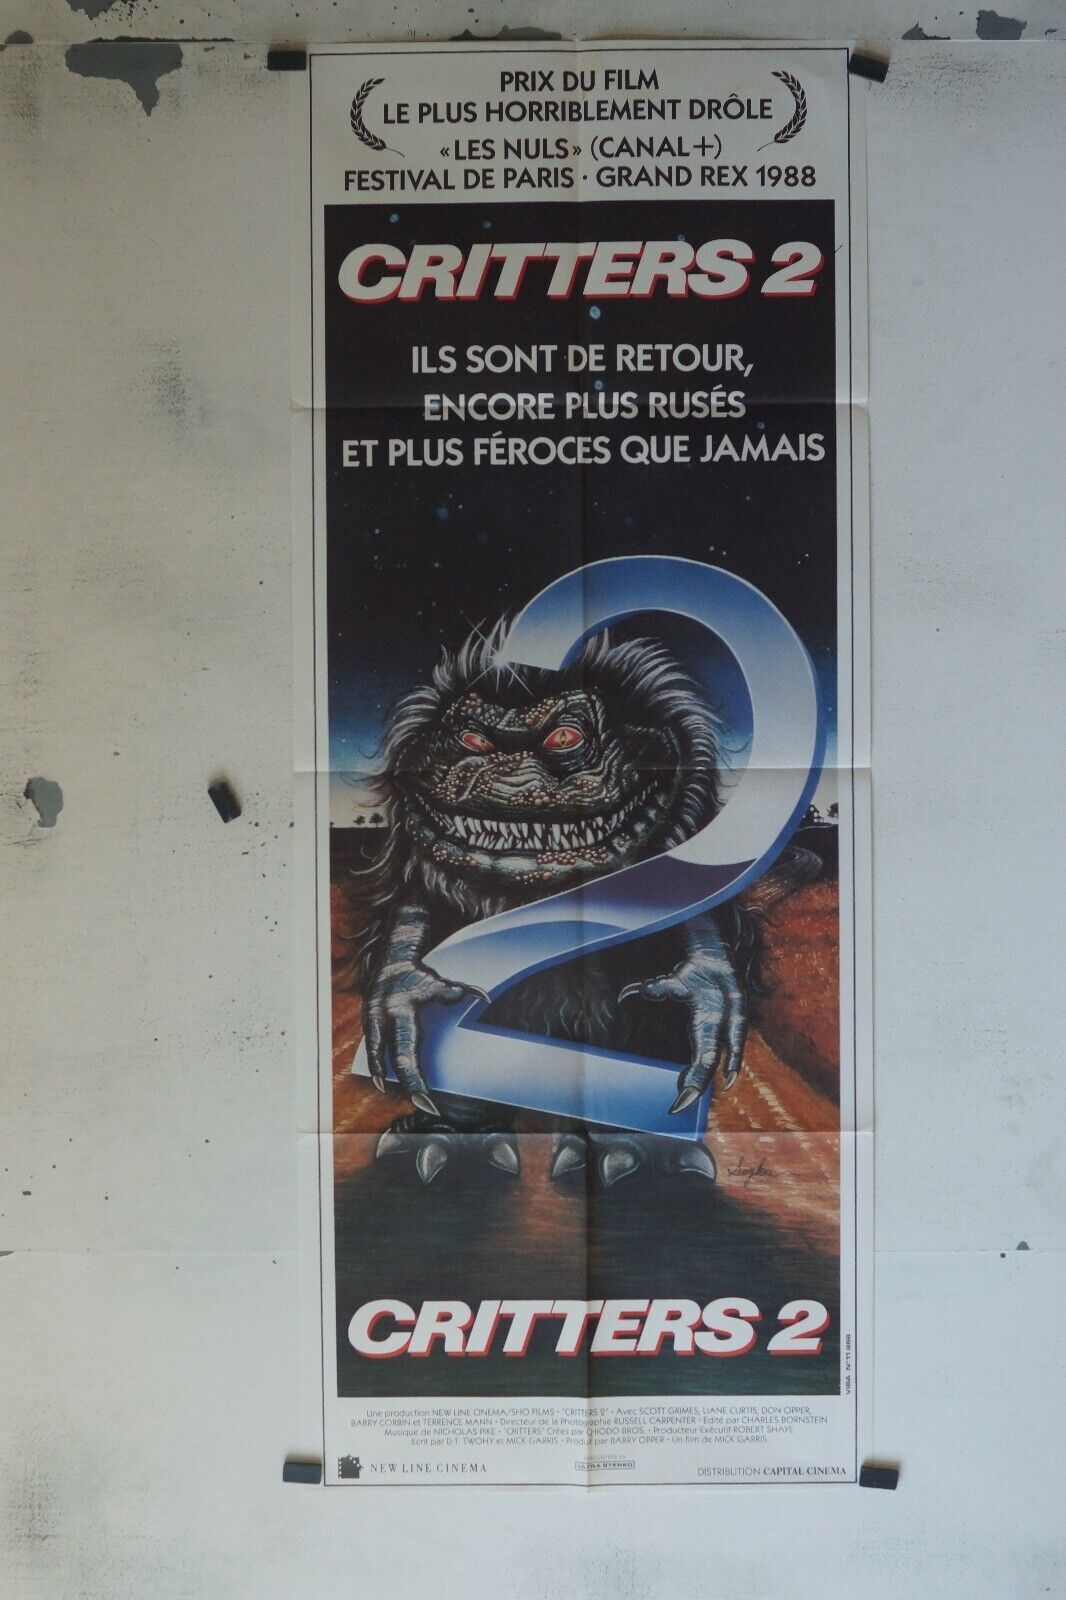 PRIX DU FILM
LE PLUS HORRIBLEMENT DRÔLE
«LES NULS» (CANAL+)
FESTIVAL DE PARIS · GRAND REX 1988
CRITTERS 2
ILS SONT DE RETOUR,
ENCORE PLUS RUSÉS
ET PLUS FÉROCES QUE JAMAIS
2
CRITTERS 2
VISA N°
Une production NEW LINE CINEMA/SHO FILMS · "CRITTERS 2" · Avec SCOTT GRIMES, LIANE CURTIS, DON OPPER,
BARRY CORBIN et TERRENCE MANN · Directeur de la Photographie RUSSELL CARPENTER · Edité par CHARLES BORNSTEIN
Musique de NICHOLAS PIKE · "CRITTERS" Créés par CHIODO BROS. · Producteur Exécutif ROBERT SHAYE
Ecrit par D.T. TWOHY et MICK GARRIS · Produit par BARRY OPPER · Un film de MICK GARRIS
ENREGISTRÉ EN
ULTRA STEREO
NEW LINE CINEMA
DISTRIBUTION CAPITAL CINEMA